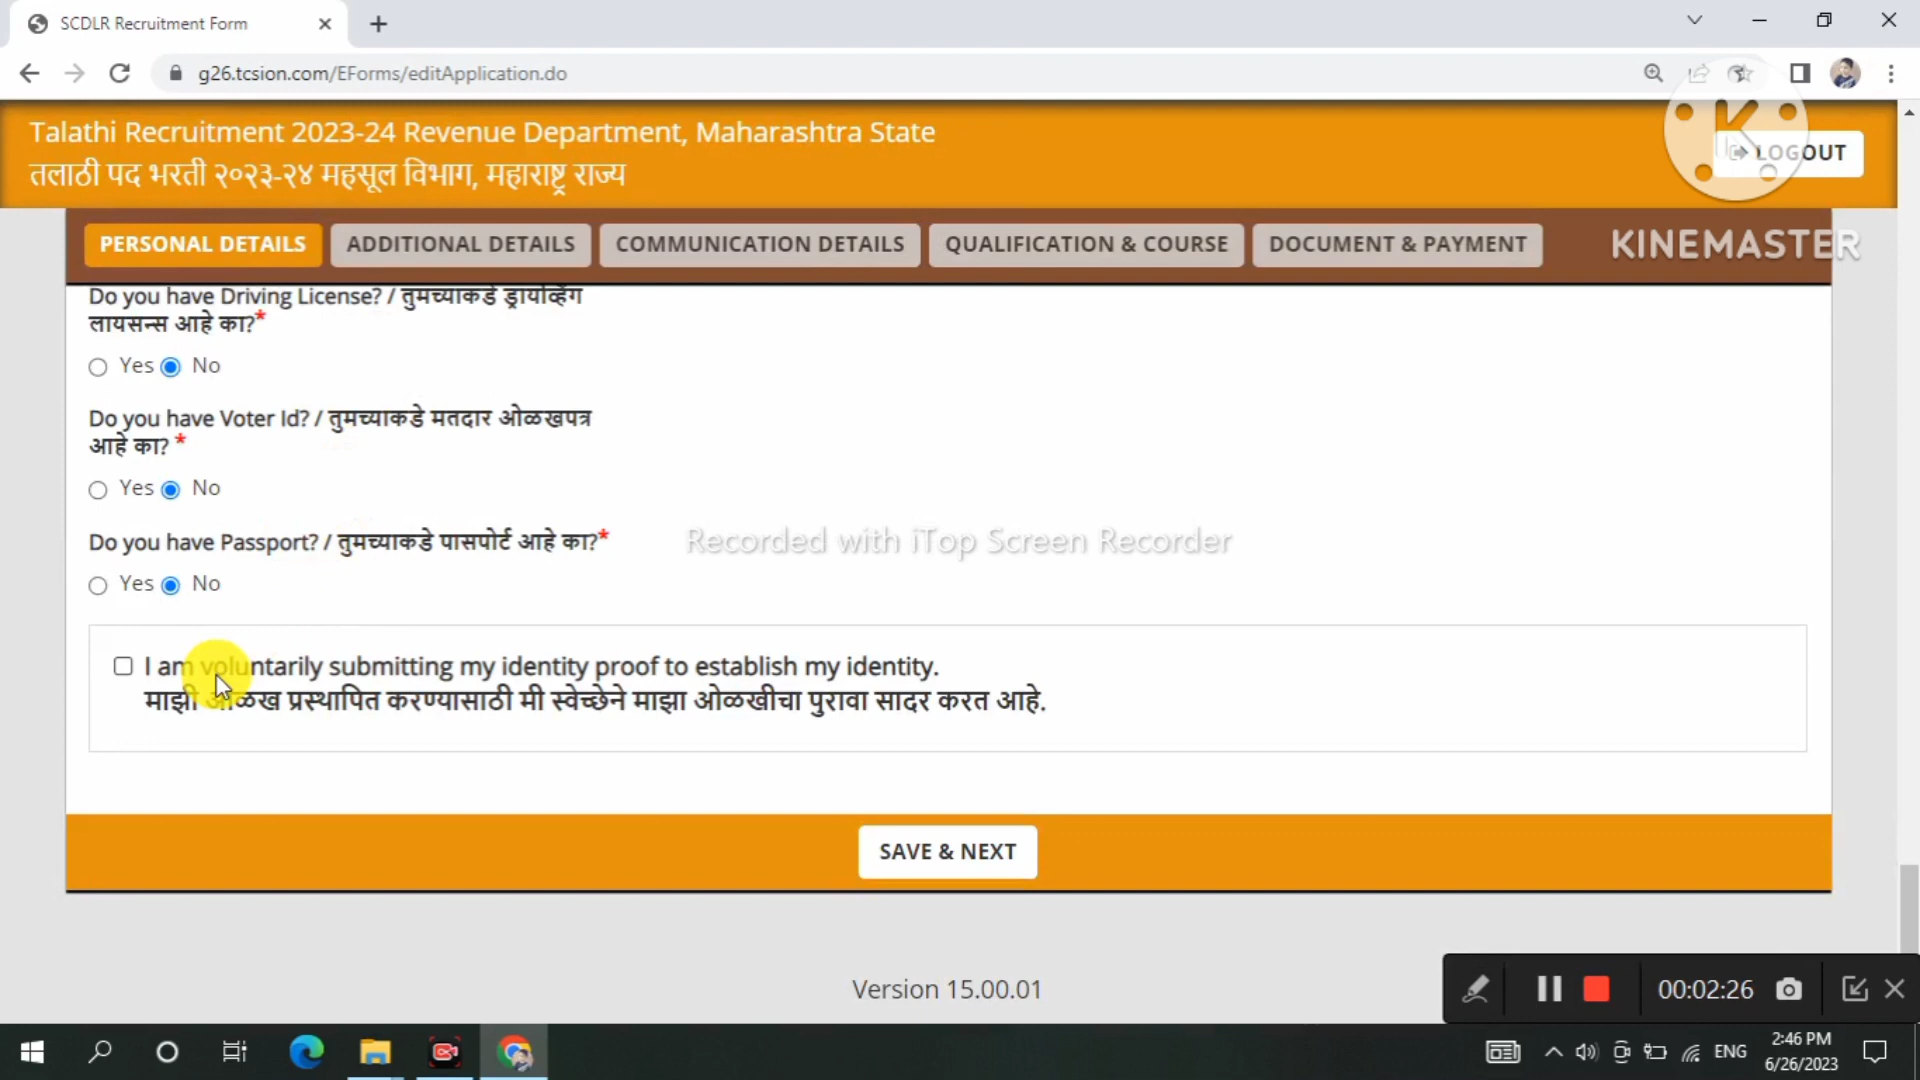 SCDLR Recruitment Form
g26.tcsion.com/EForms/editApplication.do
Talathi Recruitment 2023-24 Revenue Department, Maharashtra State
तलाठी पद भरती २०२३-२४ महसूल विभाग, महाराष्ट्र राज्य
LOGOUT
PERSONAL DETAILS
ADDITIONAL DETAILS
COMMUNICATION DETAILS
QUALIFICATION & COURSE
DOCUMENT & PAYMENT
KINEMASTER
Do you have Driving License? / तुमच्याकडे ड्रायव्हिंग
लायसन्स आहे का?*
Yes No
Do you have Voter Id? / तुमच्याकडे मतदार ओळखपत्र
आहे का? *
Yes No
Do you have Passport? / तुमच्याकडे पासपोर्ट आहे का?*
Recorded with iTop Screen Recorder
Yes No
I am voluntarily submitting my identity proof to establish my identity.
माझी ओळख प्रस्थापित करण्यासाठी मी स्वेच्छेने माझा ओळखीचा पुरावा सादर करत आहे.
SAVE & NEXT
Version 15.00.01
00:02:26
ENG
2:46 PM
6/26/2023